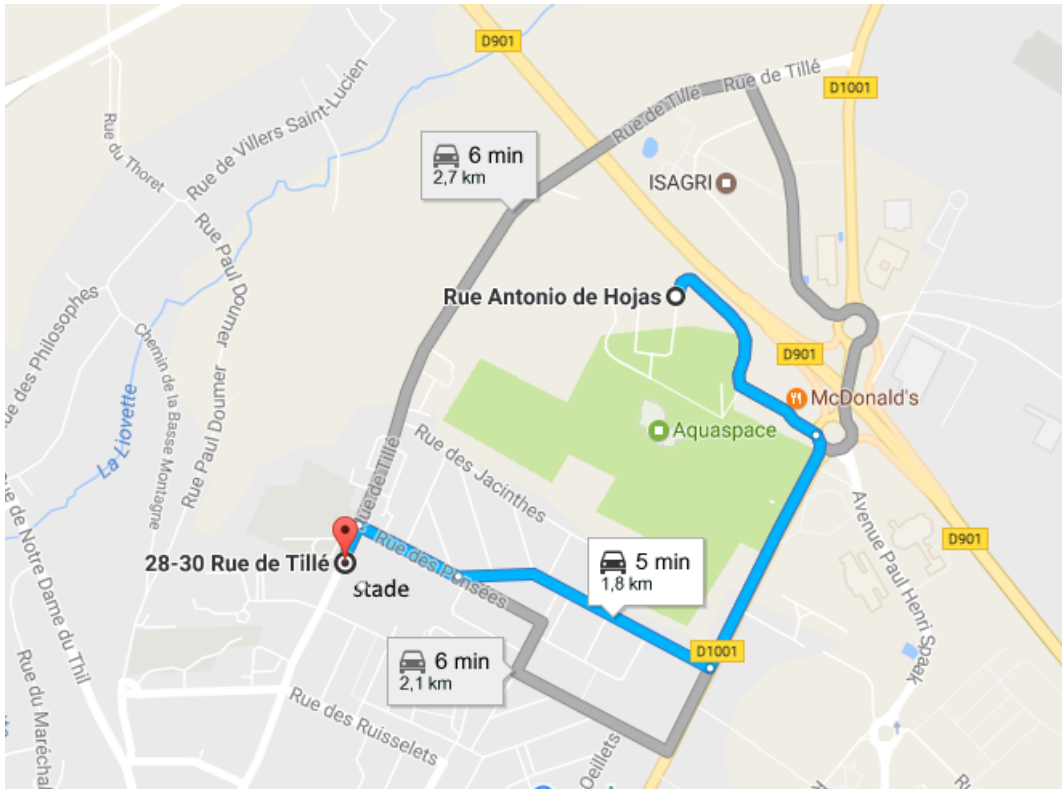 D901
Rue de Tillé
Rue de Tillé
D1001
Rue de Villers Saint-Lucien
Rue du Thoret
6 min
2,7 km
ISAGRI
Rue Paul Doumer
Rue Antonio de Hojas
ue des Philosophes
Chemin de la Basse Montagne
La Liovette
Rue Paul Doumer
D901
McDonald's
Aquaspace
Rue de Tillé
Rue des Jacinthes
Rue de Notre Dame du Thil
Avenue Paul Henri Spaak
D901
28-30 Rue de Tillé
Rue des Pensées
stade
5 min
1,8 km
D1001
6 min
2,1 km
Rue du Maréchal
Rue des Ruisselets
Oeillets